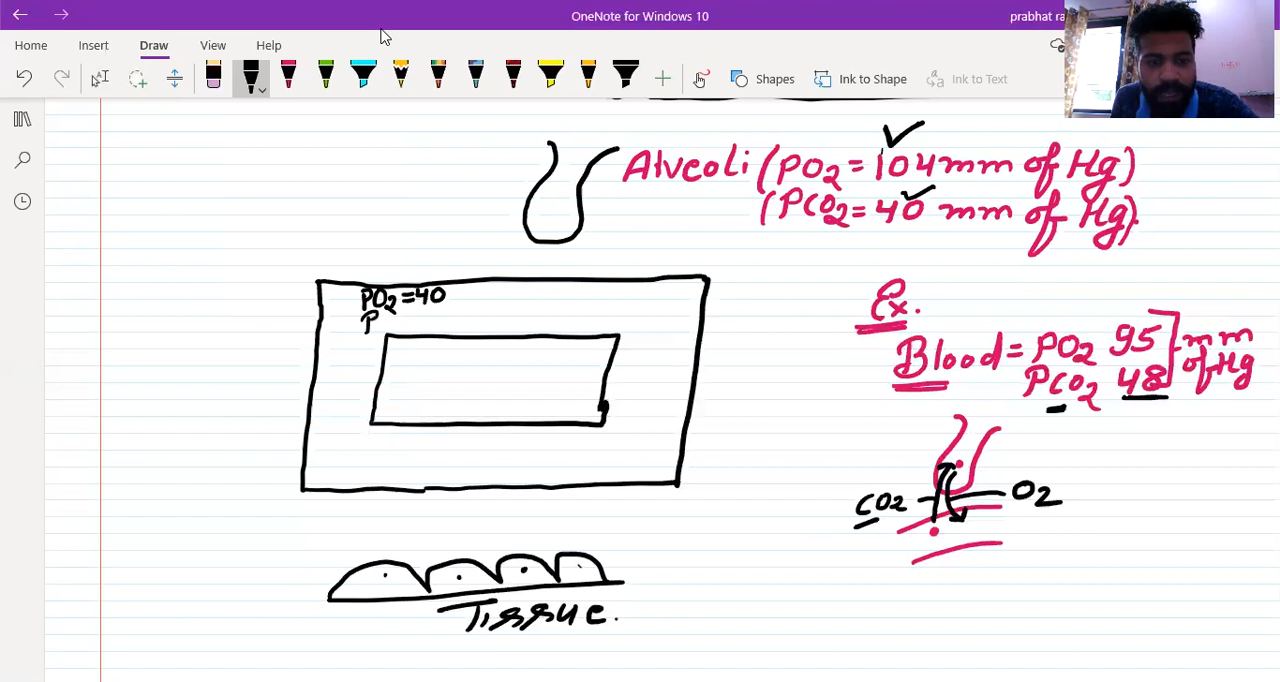 OneNote for Windows 10
prabhat ra
Home Insert Draw View Help
Shapes Ink to Shape Ink to Text
Alveoli (PO2 = 104 mm of Hg)
(PCO2 = 40 mm of Hg).
PO2 = 40
P
Ex.
Blood = PO2 95
PCO2 48
mm
of Hg
CO2 O2
Tissue.